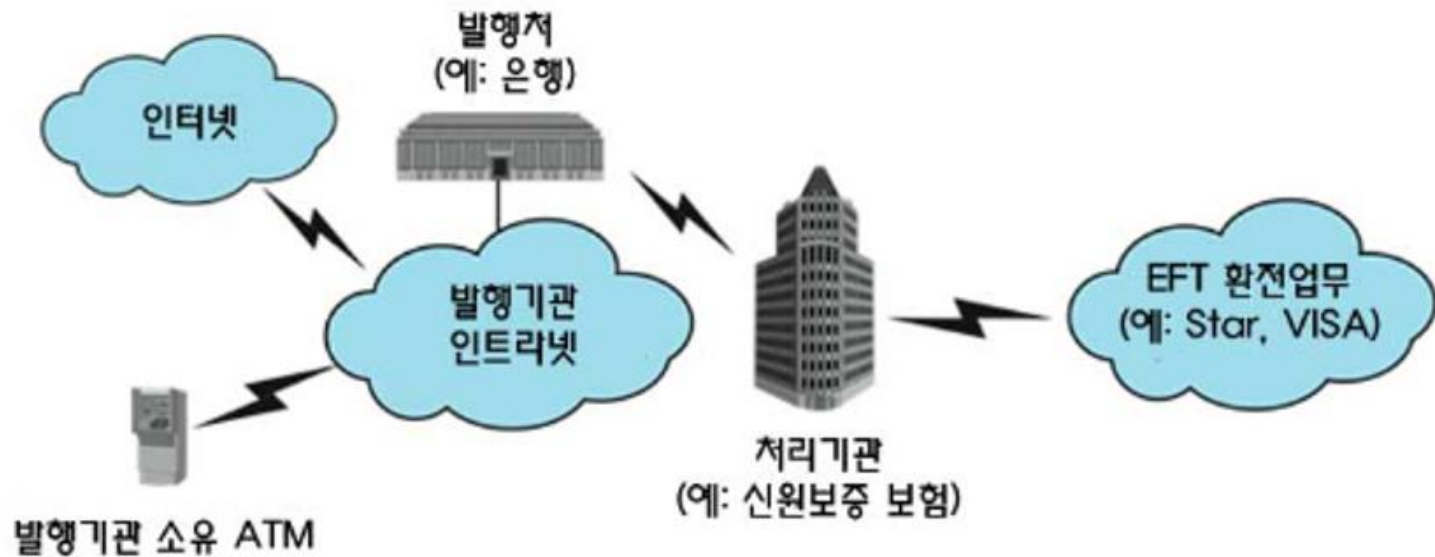 발행처
(예: 은행)
인터넷
발행기관
인트라넷
EFT 환전업무
(예: Star, VISA)
처리기관
(예: 신원보증 보험)
발행기관 소유 ATM